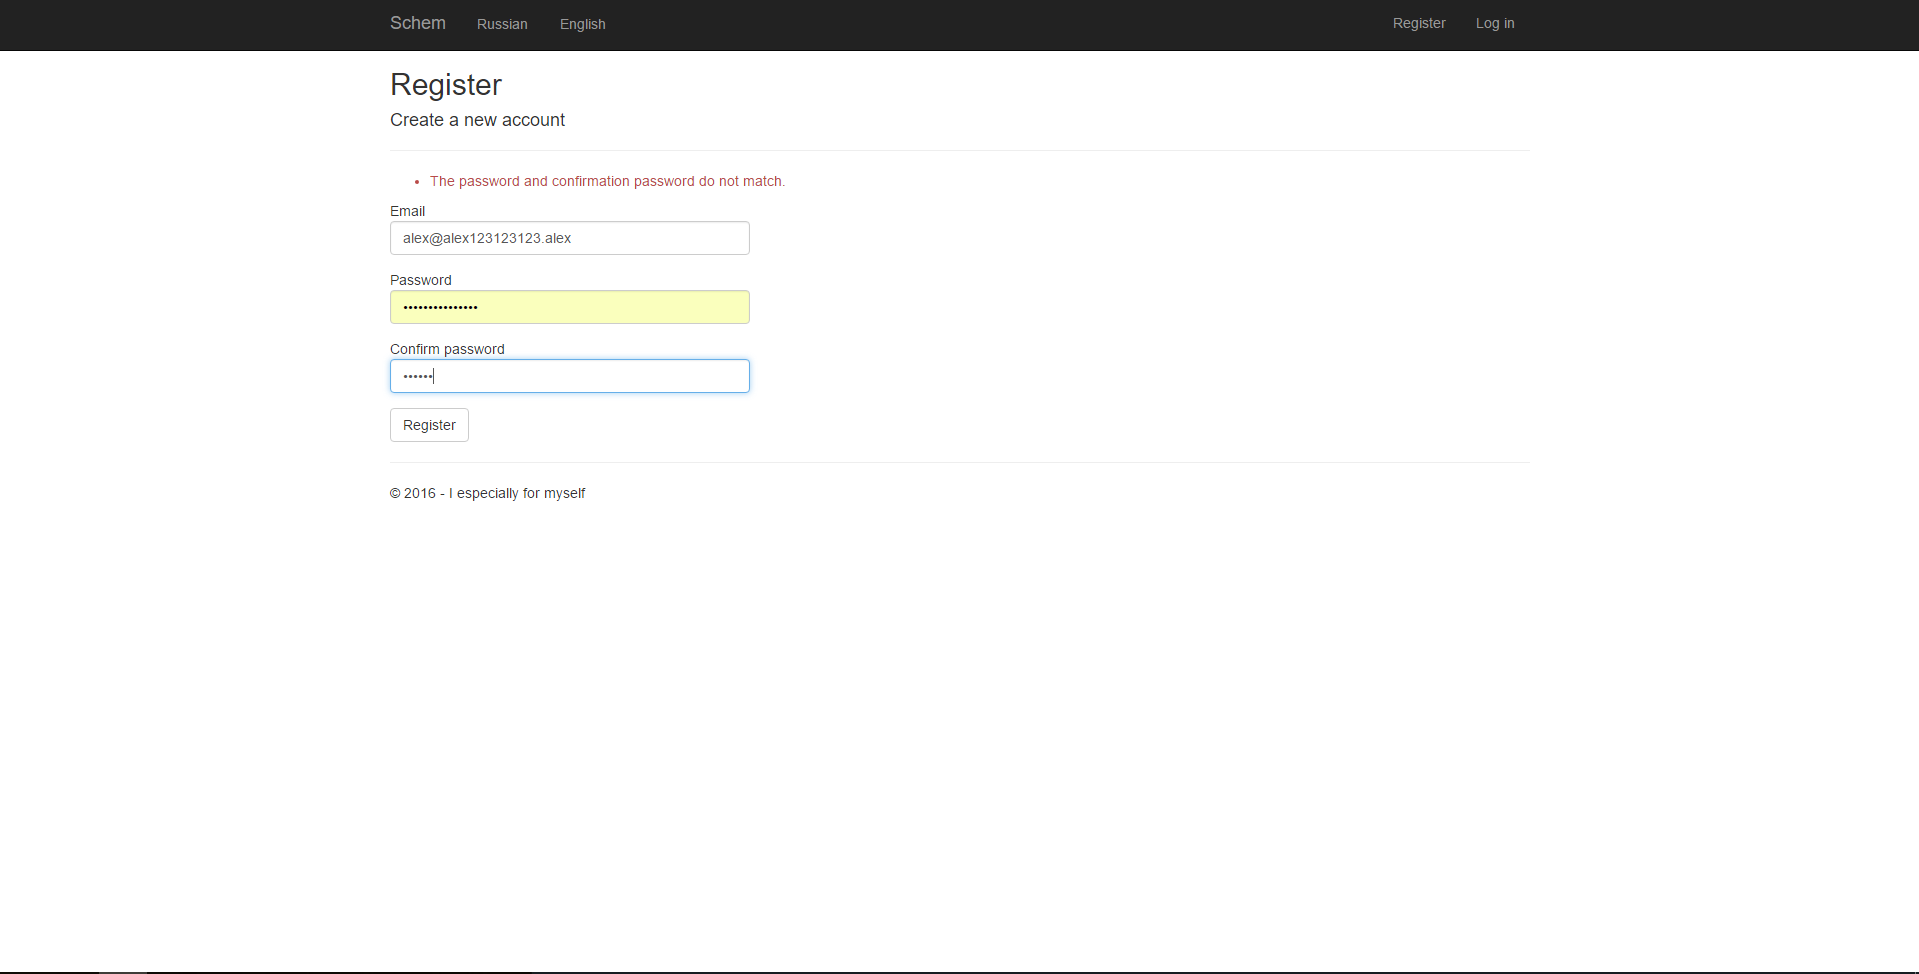 Schem Russian English Register Log in
Register
Create a new account
The password and confirmation password do not match.
Email
alex@alex123123123.alex
Password
•••••••••••••••
Confirm password
••••••
Register
© 2016 - I especially for myself